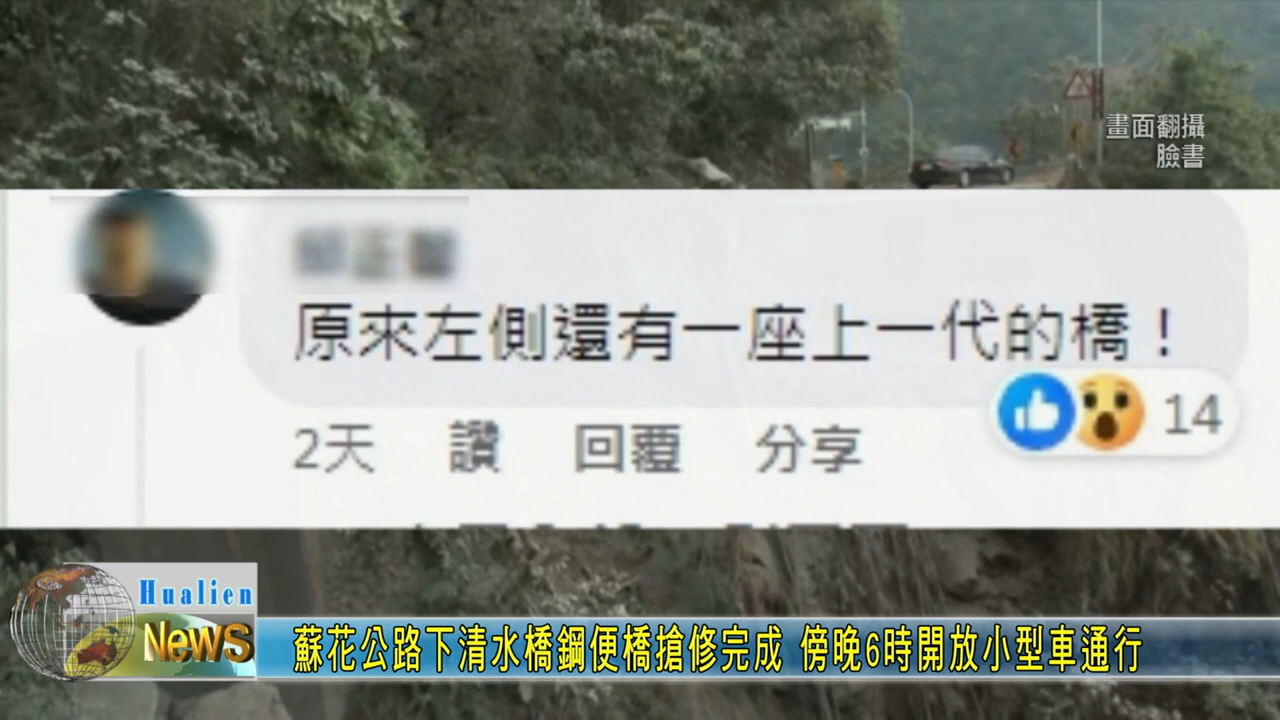 畫面翻攝
臉書
原來左側還有一座上一代的橋！
2天 讚 回覆 分享
14
Hualien
News
蘇花公路下清水橋鋼便橋搶修完成 傍晚6時開放小型車通行